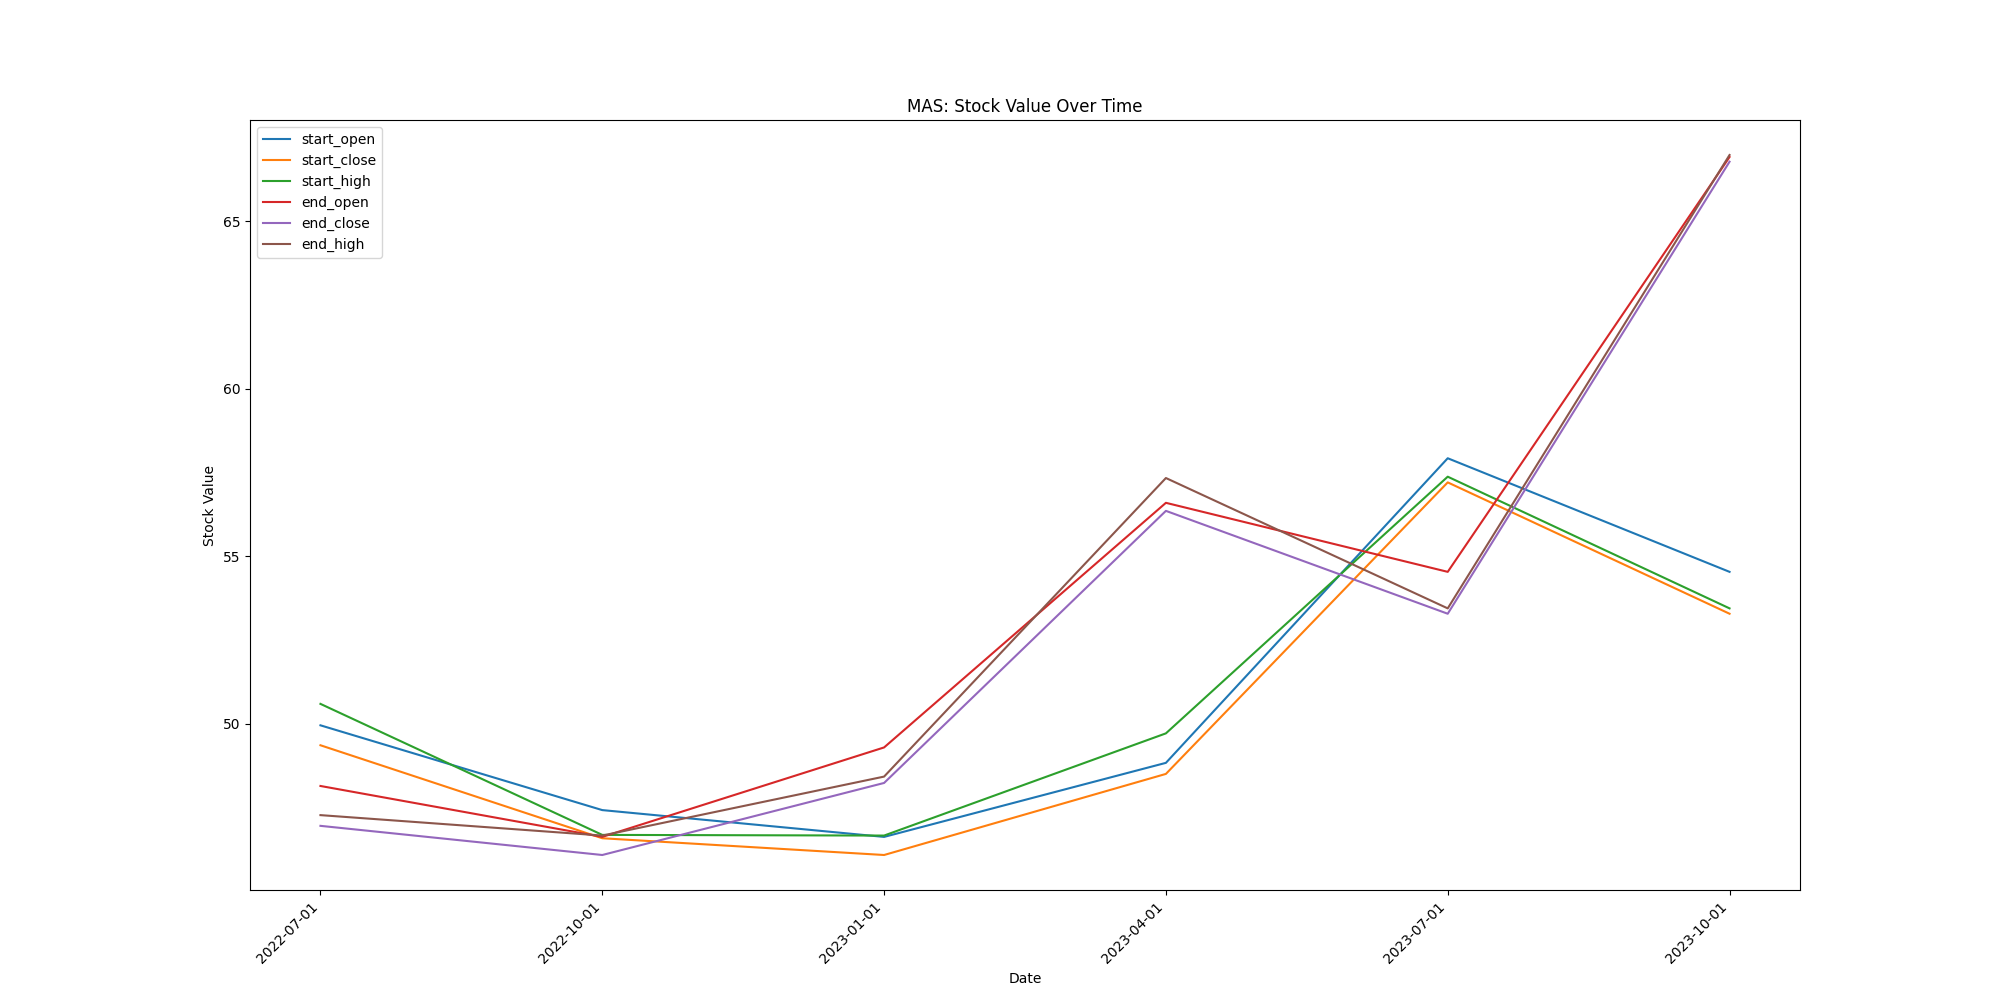 MAS: Stock Value Over Time
start_open
start_close
start_high
end_open
end_close
end_high
Stock Value
65
60
55
50
2022-07-01
2022-10-01
2023-01-01
2023-04-01
2023-07-01
2023-10-01
Date